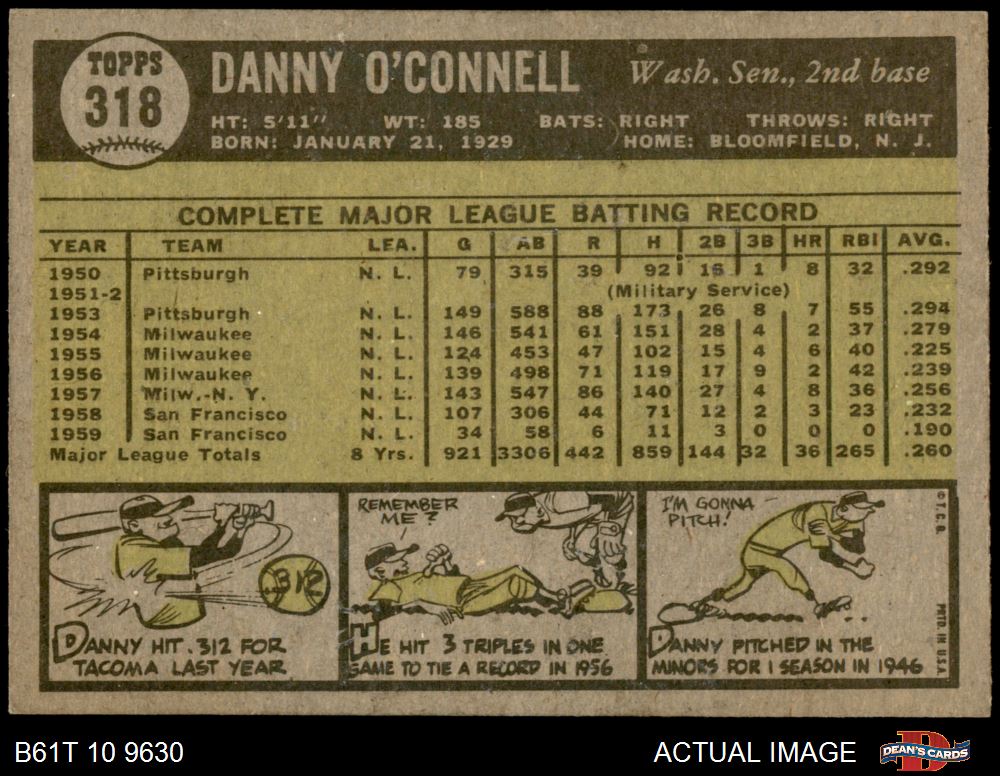 TOPPS
318
DANNY O'CONNELL Wash. Sen., 2nd base
HT: 5'11" WT: 185 BATS: RIGHT THROWS: RIGHT
BORN: JANUARY 21, 1929 HOME: BLOOMFIELD, N. J.
COMPLETE MAJOR LEAGUE BATTING RECORD
YEAR TEAM LEA. G AB R H 2B 3B HR RBI AVG.
1950 Pittsburgh N. L. 79 315 39 92 16 1 8 32 .292
1951-2 (Military Service)
1953 Pittsburgh N. L. 149 588 88 173 26 8 7 55 .294
1954 Milwaukee N. L. 146 541 61 151 28 4 2 37 .279
1955 Milwaukee N. L. 124 453 47 102 15 4 6 40 .225
1956 Milwaukee N. L. 139 498 71 119 17 9 2 42 .239
1957 Milw.-N. Y. N. L. 143 547 86 140 27 4 8 36 .256
1958 San Francisco N. L. 107 306 44 71 12 2 3 23 .232
1959 San Francisco N. L. 34 58 6 11 3 0 0 0 .190
Major League Totals 8 Yrs. 921 3306 442 859 144 32 36 265 .260
312
DANNY HIT .312 FOR
TACOMA LAST YEAR
REMEMBER
ME?
HE HIT 3 TRIPLES IN ONE
GAME TO TIE A RECORD IN 1956
I'M GONNA
PITCH!
DANNY PITCHED IN THE
MINORS FOR 1 SEASON IN 1946
© T.C.G.
PRTD. IN U.S.A.
B61T 10 9630 ACTUAL IMAGE DEAN'S CARDS